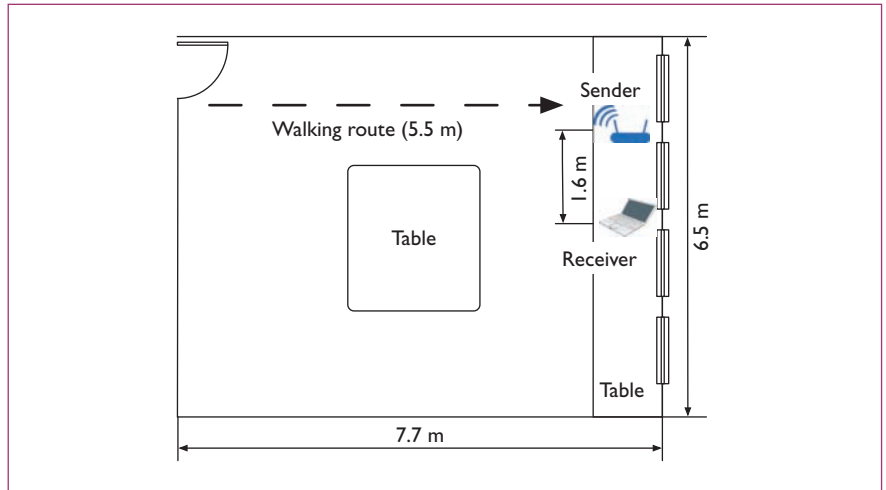 Sender
Walking route (5.5 m)
1.6 m
Table
6.5 m
Receiver
Table
7.7 m